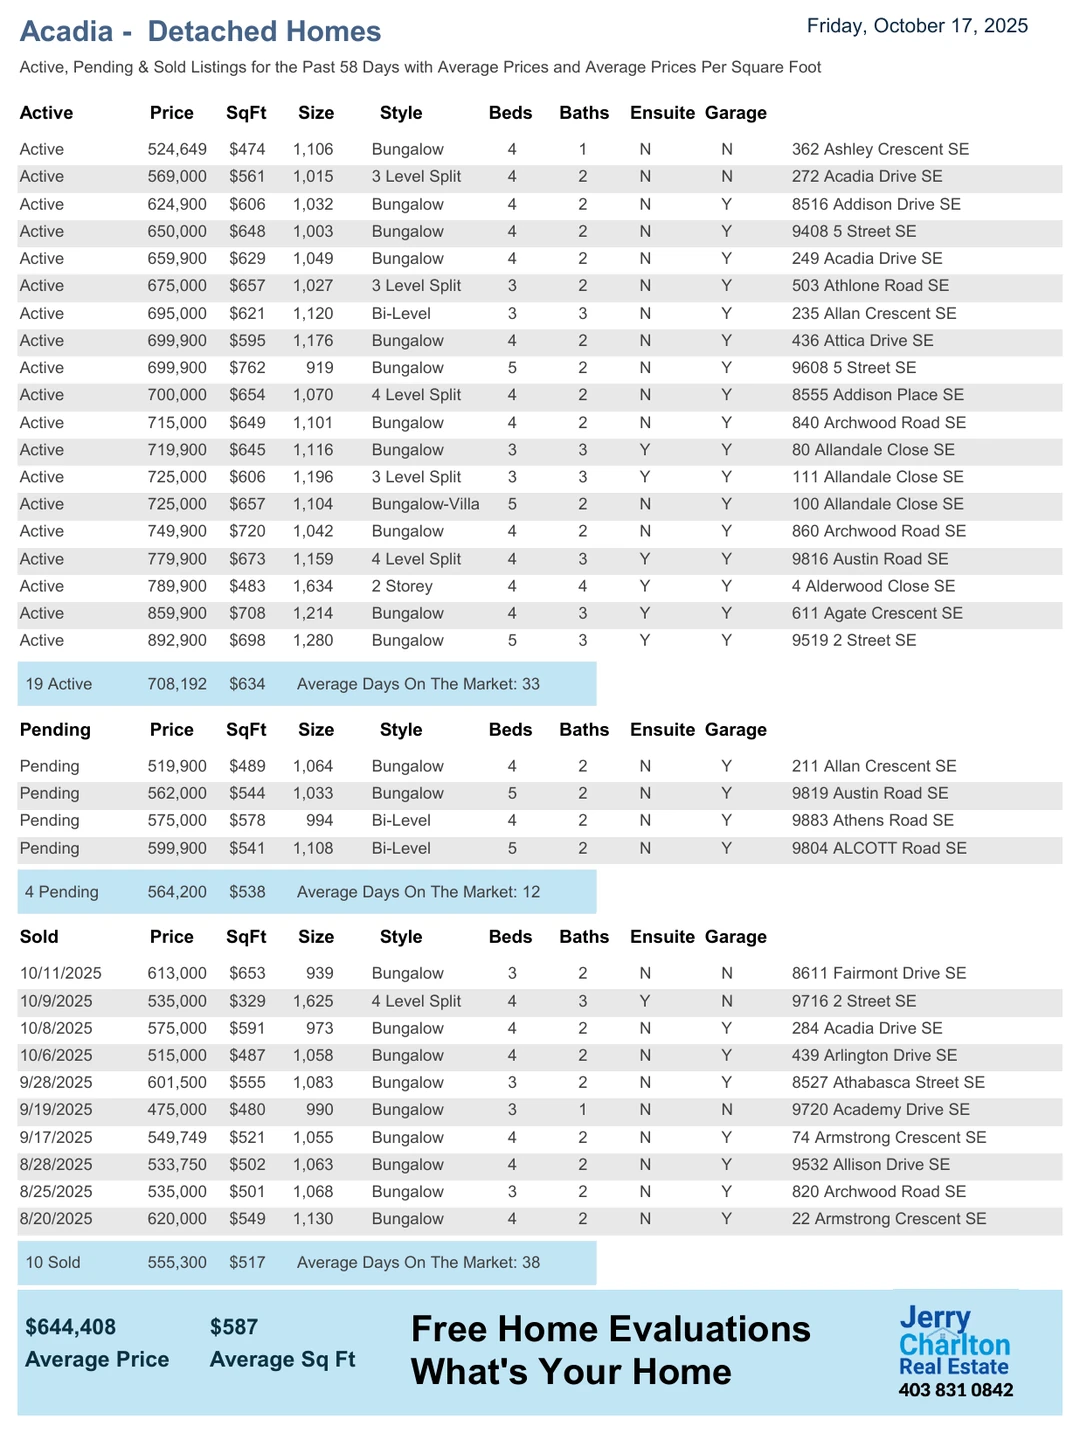 Acadia -  Detached Homes
Friday, October 17, 2025
Active, Pending & Sold Listings for the Past 58 Days with Average Prices and Average Prices Per Square Foot
Active Price SqFt Size Style Beds Baths Ensuite Garage
Active 524,649 $474 1,106 Bungalow 4 1 N N 362 Ashley Crescent SE
Active 569,000 $561 1,015 3 Level Split 4 2 N N 272 Acadia Drive SE
Active 624,900 $606 1,032 Bungalow 4 2 N Y 8516 Addison Drive SE
Active 650,000 $648 1,003 Bungalow 4 2 N Y 9408 5 Street SE
Active 659,900 $629 1,049 Bungalow 4 2 N Y 249 Acadia Drive SE
Active 675,000 $657 1,027 3 Level Split 3 2 N Y 503 Athlone Road SE
Active 695,000 $621 1,120 Bi-Level 3 3 N Y 235 Allan Crescent SE
Active 699,900 $595 1,176 Bungalow 4 2 N Y 436 Attica Drive SE
Active 699,900 $762 919 Bungalow 5 2 N Y 9608 5 Street SE
Active 700,000 $654 1,070 4 Level Split 4 2 N Y 8555 Addison Place SE
Active 715,000 $649 1,101 Bungalow 4 2 N Y 840 Archwood Road SE
Active 719,900 $645 1,116 Bungalow 3 3 Y Y 80 Allandale Close SE
Active 725,000 $606 1,196 3 Level Split 3 3 Y Y 111 Allandale Close SE
Active 725,000 $657 1,104 Bungalow-Villa 5 2 N Y 100 Allandale Close SE
Active 749,900 $720 1,042 Bungalow 4 2 N Y 860 Archwood Road SE
Active 779,900 $673 1,159 4 Level Split 4 3 Y Y 9816 Austin Road SE
Active 789,900 $483 1,634 2 Storey 4 4 Y Y 4 Alderwood Close SE
Active 859,900 $708 1,214 Bungalow 4 3 Y Y 611 Agate Crescent SE
Active 892,900 $698 1,280 Bungalow 5 3 Y Y 9519 2 Street SE
19 Active 708,192 $634 Average Days On The Market: 33
Pending Price SqFt Size Style Beds Baths Ensuite Garage
Pending 519,900 $489 1,064 Bungalow 4 2 N Y 211 Allan Crescent SE
Pending 562,000 $544 1,033 Bungalow 5 2 N Y 9819 Austin Road SE
Pending 575,000 $578 994 Bi-Level 4 2 N Y 9883 Athens Road SE
Pending 599,900 $541 1,108 Bi-Level 5 2 N Y 9804 ALCOTT Road SE
4 Pending 564,200 $538 Average Days On The Market: 12
Sold Price SqFt Size Style Beds Baths Ensuite Garage
10/11/2025 613,000 $653 939 Bungalow 3 2 N N 8611 Fairmont Drive SE
10/9/2025 535,000 $329 1,625 4 Level Split 4 3 Y N 9716 2 Street SE
10/8/2025 575,000 $591 973 Bungalow 4 2 N Y 284 Acadia Drive SE
10/6/2025 515,000 $487 1,058 Bungalow 4 2 N Y 439 Arlington Drive SE
9/28/2025 601,500 $555 1,083 Bungalow 3 2 N Y 8527 Athabasca Street SE
9/19/2025 475,000 $480 990 Bungalow 3 1 N N 9720 Academy Drive SE
9/17/2025 549,749 $521 1,055 Bungalow 4 2 N Y 74 Armstrong Crescent SE
8/28/2025 533,750 $502 1,063 Bungalow 4 2 N Y 9532 Allison Drive SE
8/25/2025 535,000 $501 1,068 Bungalow 3 2 N Y 820 Archwood Road SE
8/20/2025 620,000 $549 1,130 Bungalow 4 2 N Y 22 Armstrong Crescent SE
10 Sold 555,300 $517 Average Days On The Market: 38
$644,408 $587
Average Price Average Sq Ft
Free Home Evaluations
What's Your Home
Jerry
Charlton
Real Estate
403 831 0842